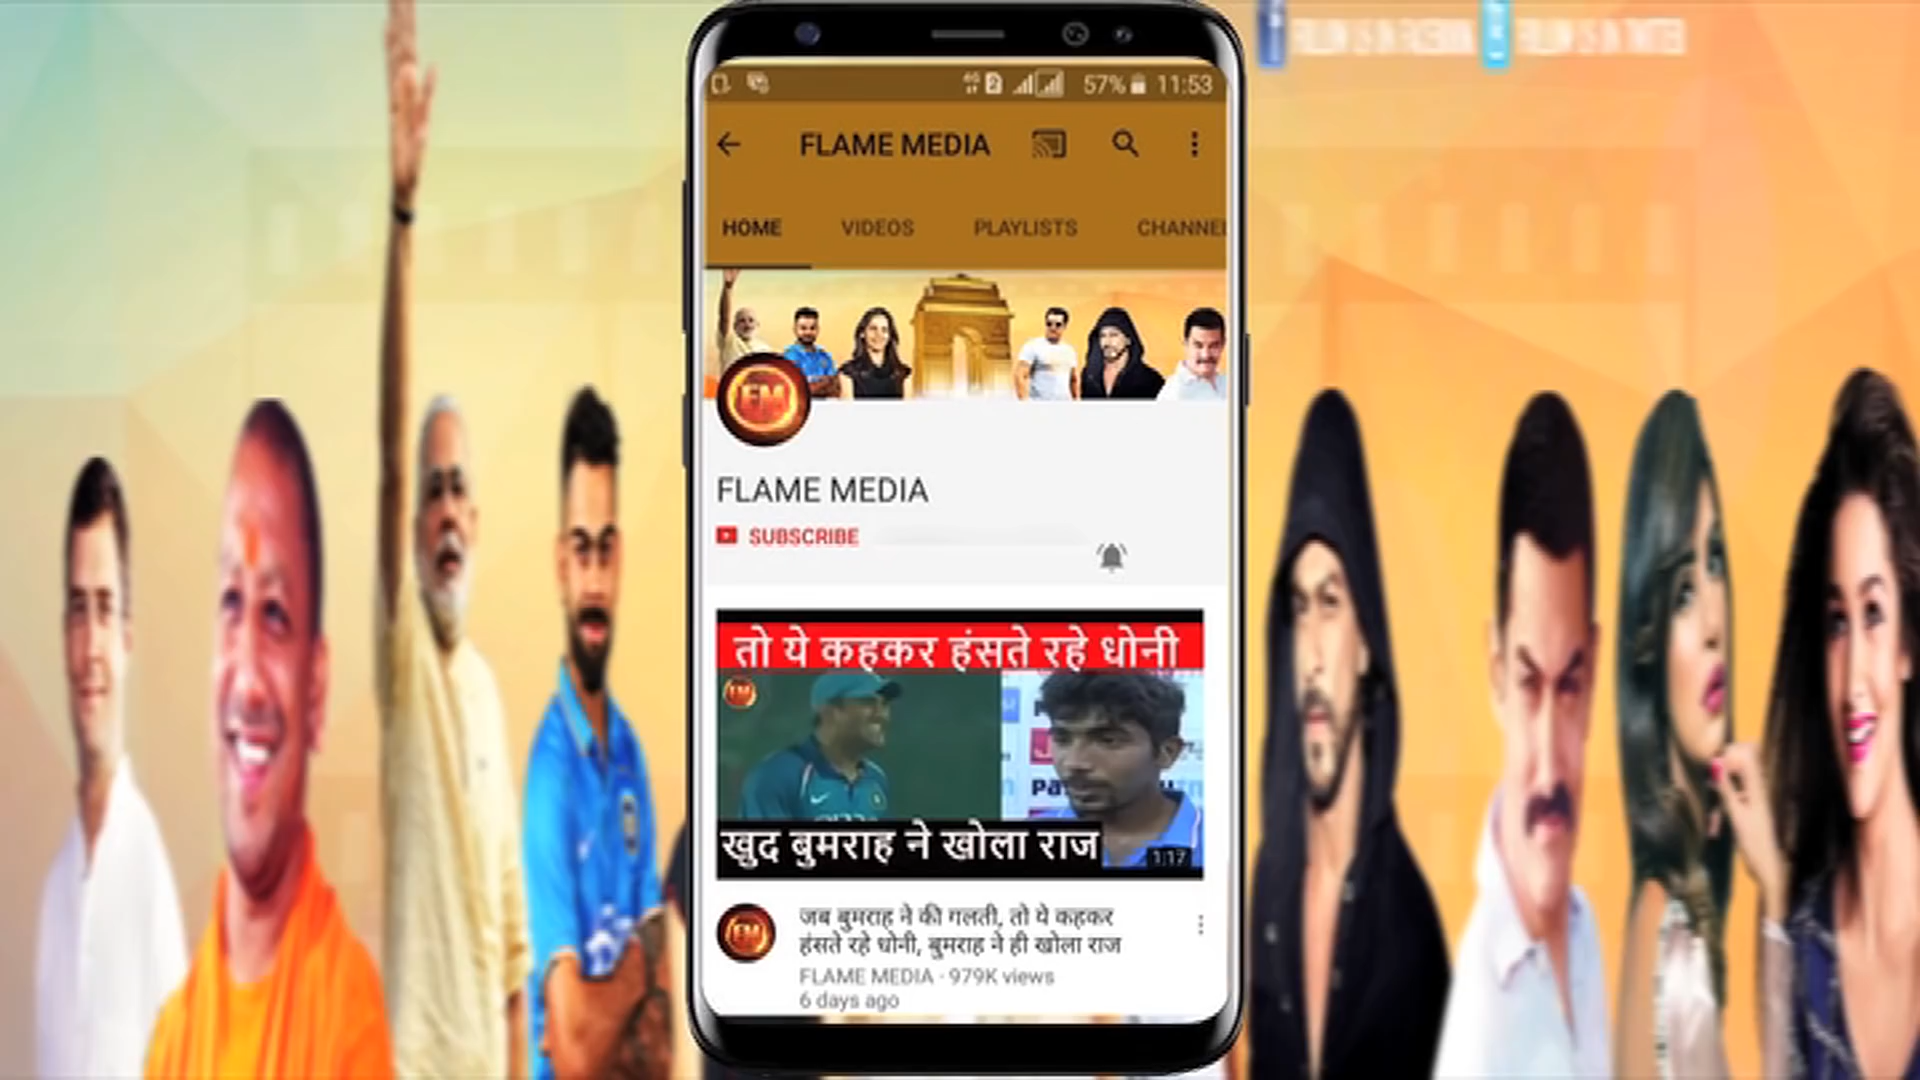 57% 11:53
FLAME MEDIA
HOME VIDEOS PLAYLISTS CHANNEL
FM
FLAME MEDIA
SUBSCRIBE
तो ये कहकर हंसते रहे धोनी
FM
खुद बुमराह ने खोला राज
1:17
FM
जब बुमराह ने की गलती, तो ये कहकर
हंसते रहे धोनी, बुमराह ने ही खोला राज
FLAME MEDIA · 979K views
6 days ago